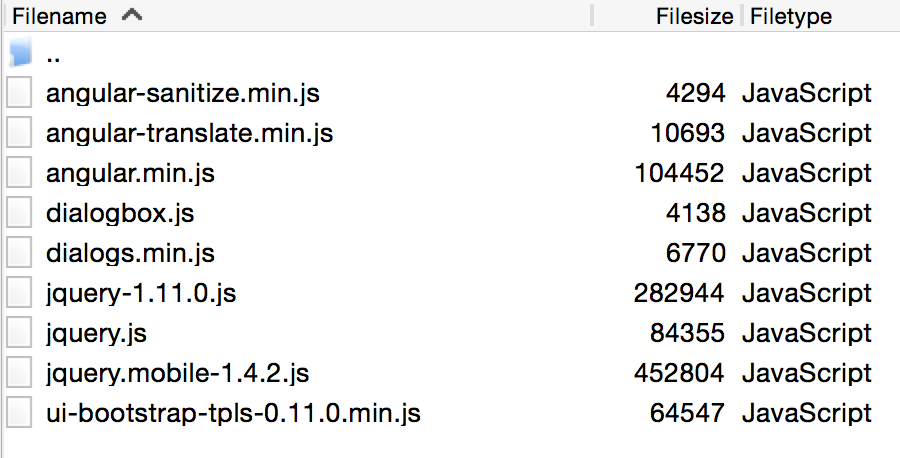 Filename Filesize Filetype
..
angular-sanitize.min.js 4294 JavaScript
angular-translate.min.js 10693 JavaScript
angular.min.js 104452 JavaScript
dialogbox.js 4138 JavaScript
dialogs.min.js 6770 JavaScript
jquery-1.11.0.js 282944 JavaScript
jquery.js 84355 JavaScript
jquery.mobile-1.4.2.js 452804 JavaScript
ui-bootstrap-tpls-0.11.0.min.js 64547 JavaScript